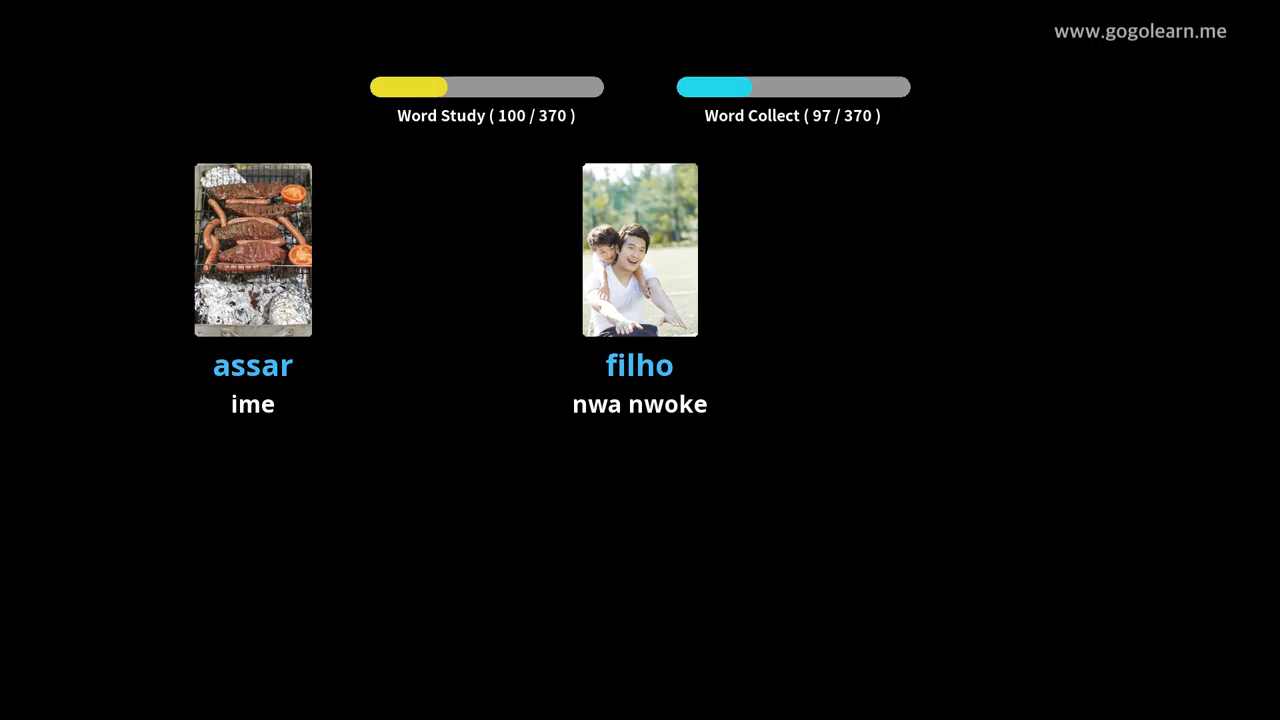 www.gogolearn.me
Word Study ( 100 / 370 )
Word Collect ( 97 / 370 )
assar
ime
filho
nwa nwoke